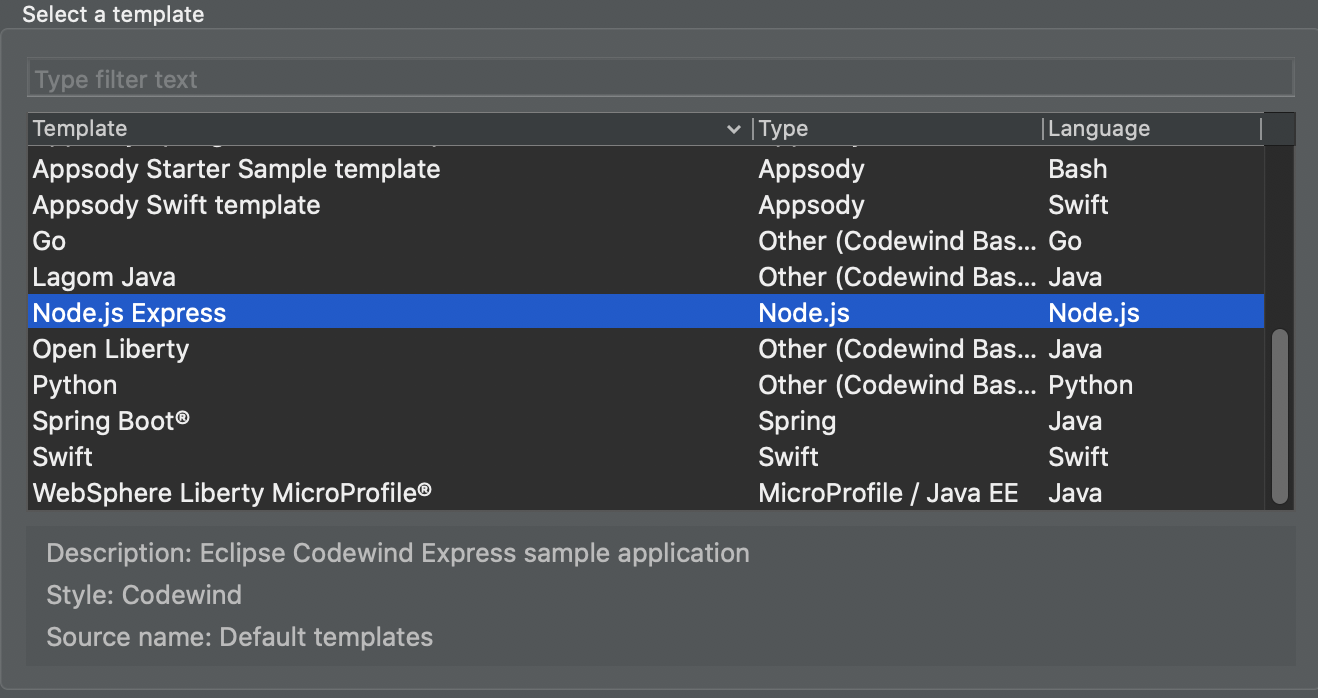 Select a template
Type filter text
Template Type Language
Appsody Starter Sample template Appsody Bash
Appsody Swift template Appsody Swift
Go Other (Codewind Bas... Go
Lagom Java Other (Codewind Bas... Java
Node.js Express Node.js Node.js
Open Liberty Other (Codewind Bas... Java
Python Other (Codewind Bas... Python
Spring Boot® Spring Java
Swift Swift Swift
WebSphere Liberty MicroProfile® MicroProfile / Java EE Java
Description: Eclipse Codewind Express sample application
Style: Codewind
Source name: Default templates